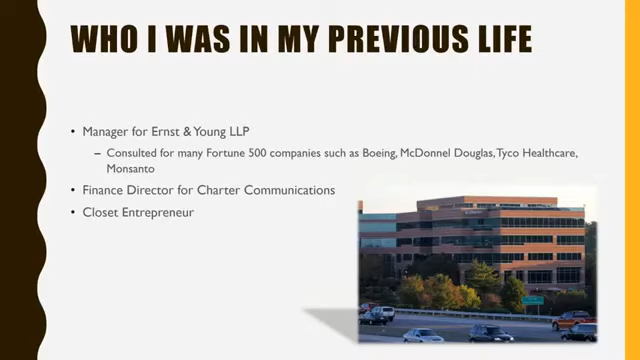 WHO I WAS IN MY PREVIOUS LIFE
• Manager for Ernst & Young LLP
– Consulted for many Fortune 500 companies such as Boeing, McDonnel Douglas, Tyco Healthcare,
Monsanto
• Finance Director for Charter Communications
• Closet Entrepreneur